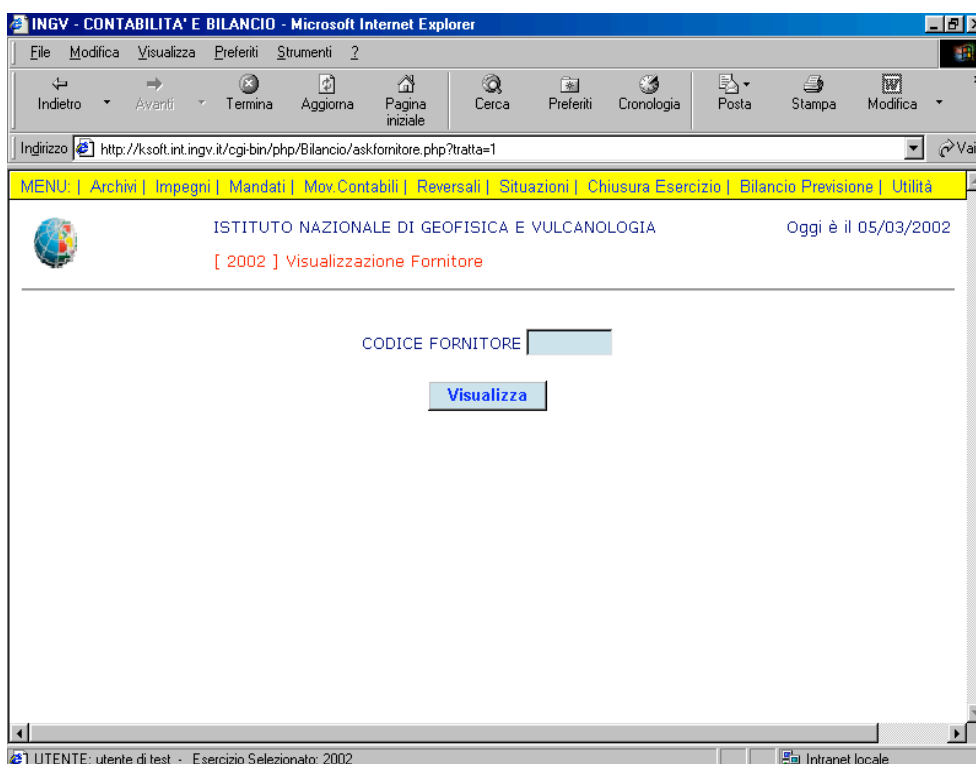 INGV - CONTABILITA' E BILANCIO - Microsoft Internet Explorer
File Modifica Visualizza Preferiti Strumenti ?
Indietro Avanti Termina Aggiorna Pagina iniziale Cerca Preferiti Cronologia Posta Stampa Modifica
Indirizzo http://ksoft.int.ingv.it/cgi-bin/php/Bilancio/askfornitore.php?tratta=1 Vai
MENU: | Archivi | Impegni | Mandati | Mov.Contabili | Reversali | Situazioni | Chiusura Esercizio | Bilancio Previsione | Utilità
ISTITUTO NAZIONALE DI GEOFISICA E VULCANOLOGIA Oggi è il 05/03/2002
[ 2002 ] Visualizzazione Fornitore
CODICE FORNITORE
Visualizza
UTENTE: utente di test - Esercizio Selezionato: 2002 Intranet locale